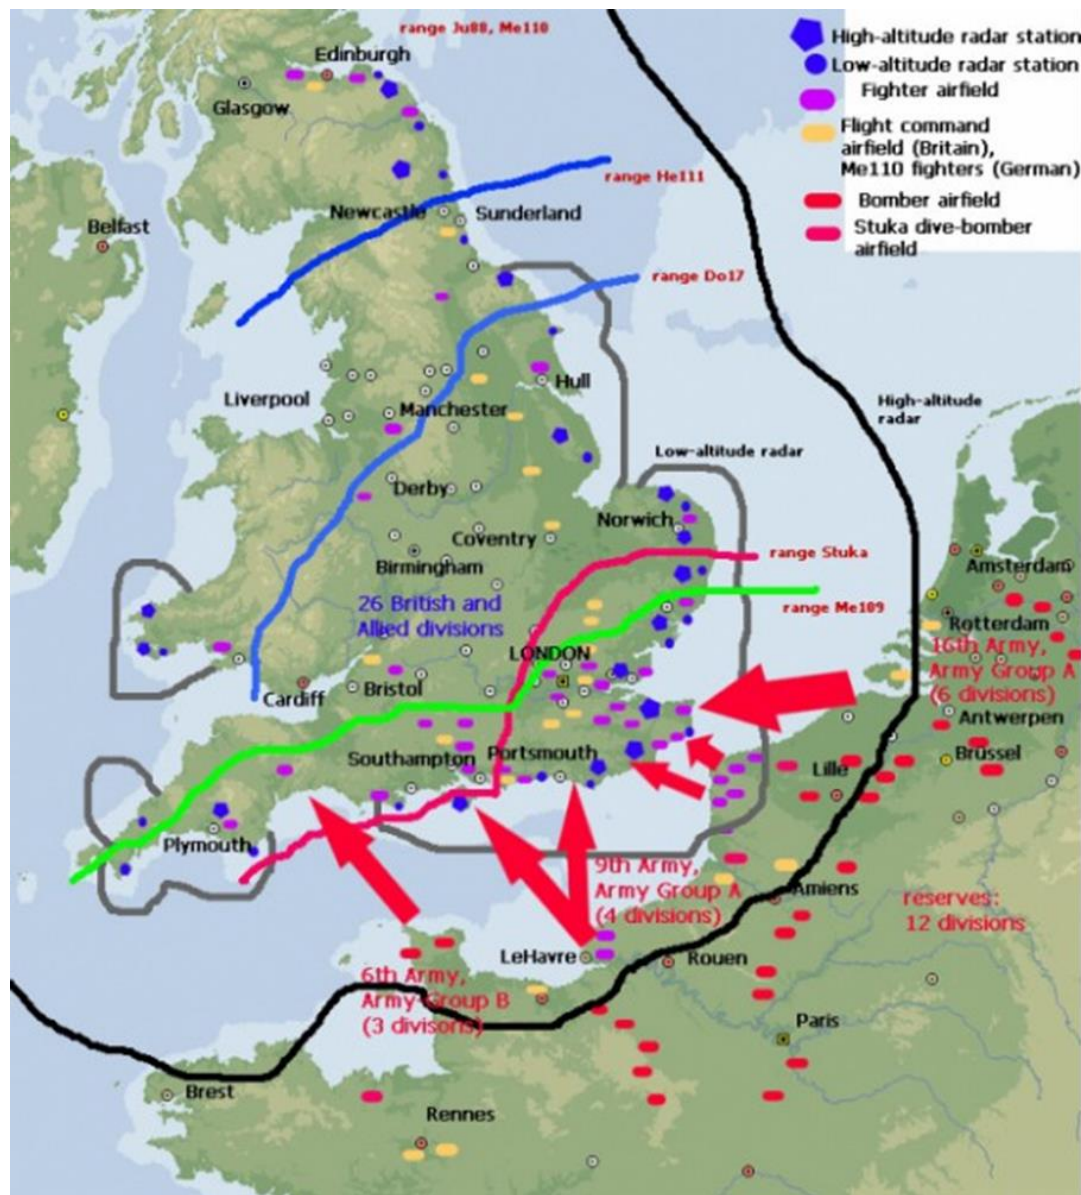 range Ju88, Me110
High-altitude radar station
Low-altitude radar station
Fighter airfield
Flight command
airfield (Britain),
Me110 fighters (German)
Bomber airfield
Stuka dive-bomber
airfield
Edinburgh
Glasgow
range He111
Newcastle
Sunderland
Belfast
range Do17
Hull
Liverpool
Manchester
High-altitude
radar
Low-altitude radar
Derby
Norwich
Coventry
Birmingham
range Stuka
Amsterdam
26 British and
Allied divisions
range Me109
Rotterdam
LONDON
16th Army,
Army Group A
(6 divisions)
Cardiff
Bristol
Antwerpen
Southampton
Portsmouth
Brüssel
Lille
Plymouth
9th Army,
Army Group A
(4 divisions)
Amiens
reserves:
12 divisions
LeHavre
Rouen
6th Army,
Army Group B
(3 divisons)
Paris
Brest
Rennes